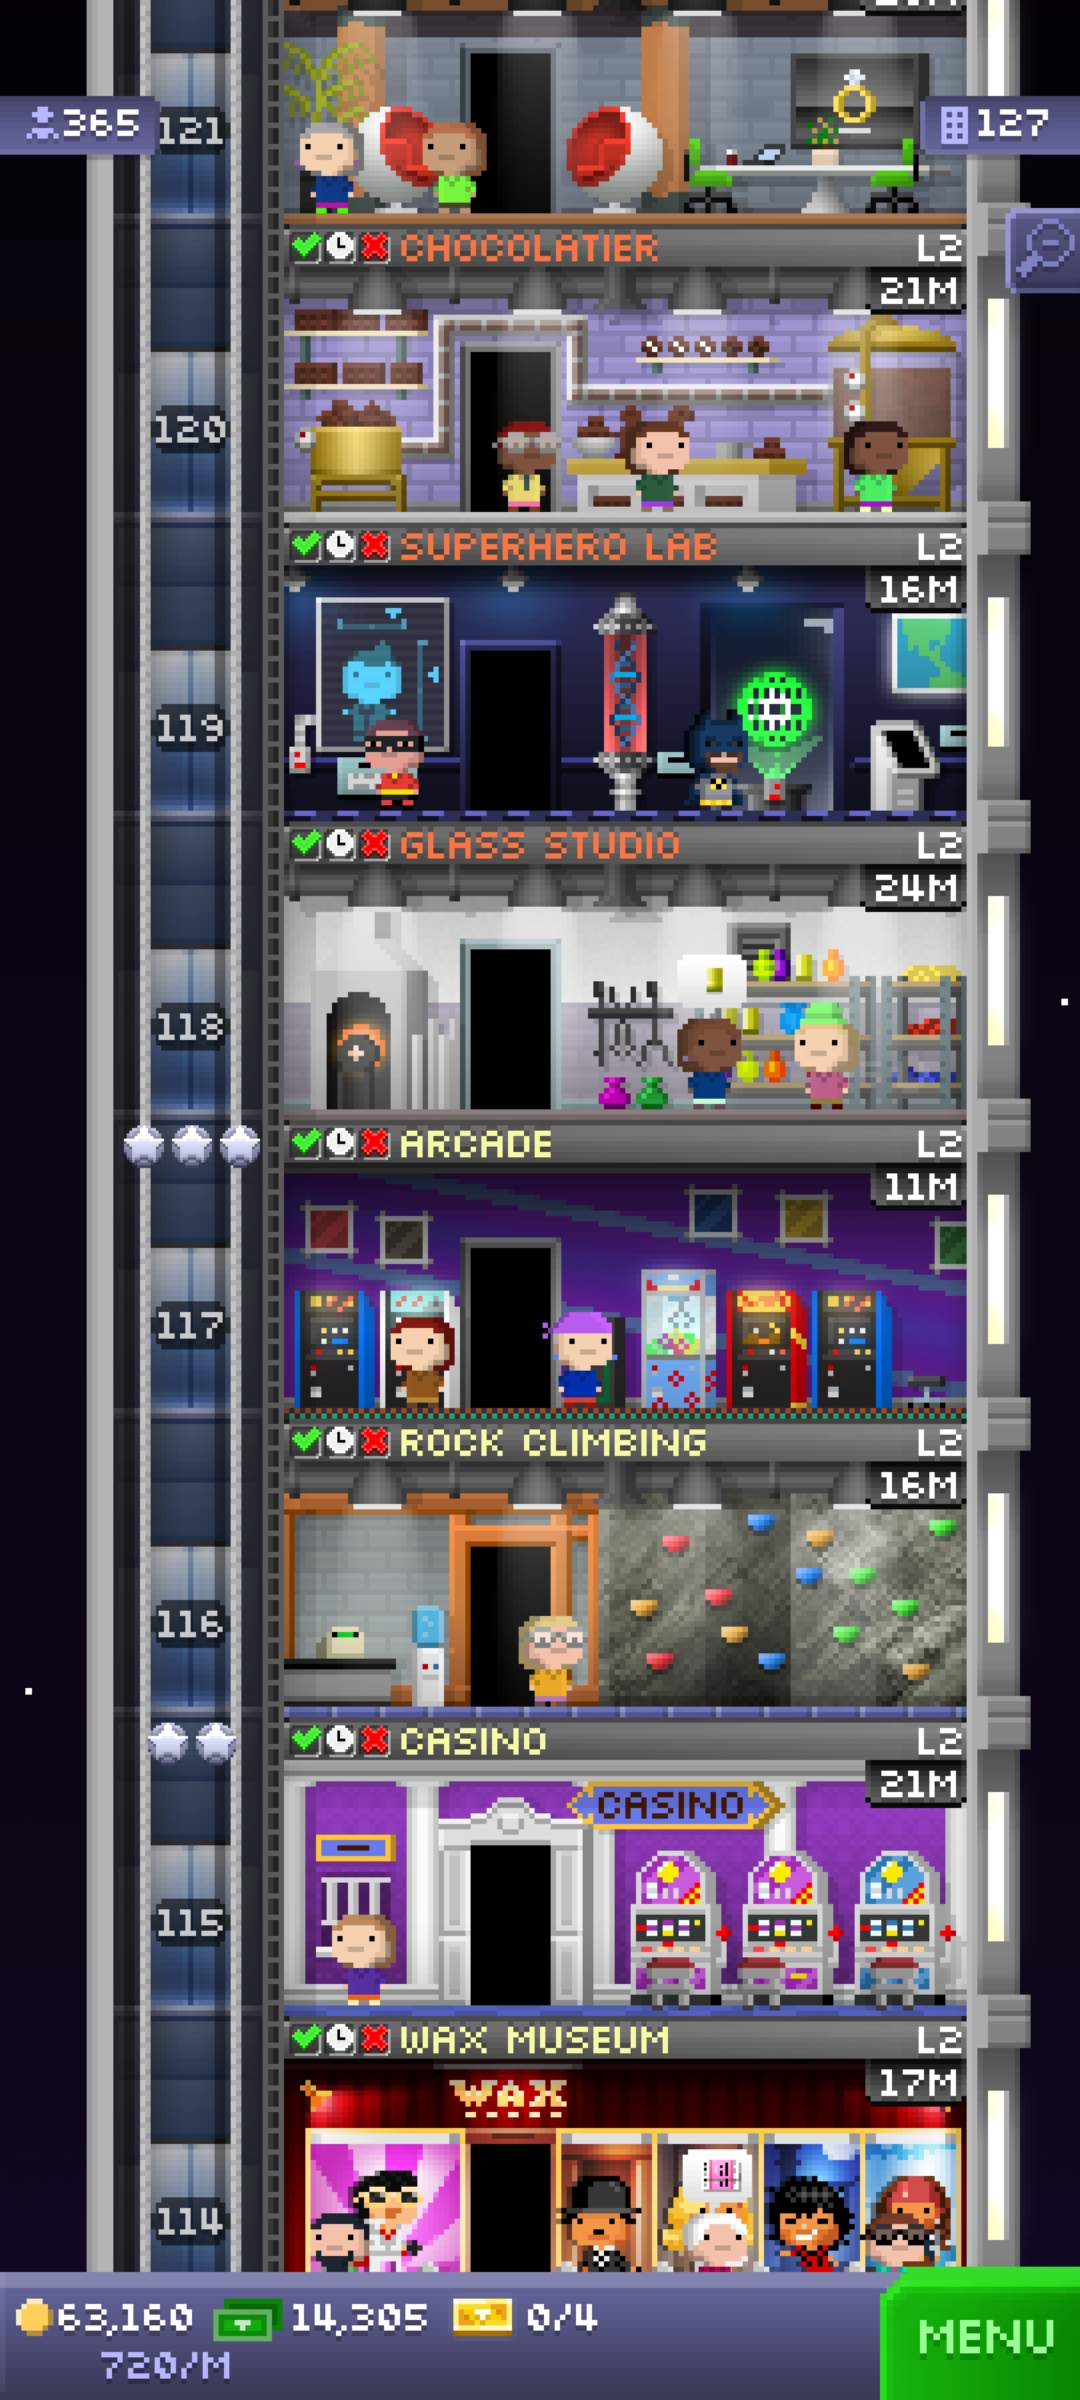 365
121
127
CHOCOLATIER L2
21M
120
SUPERHERO LAB L2
16M
119
GLASS STUDIO L2
24M
118
ARCADE L2
11M
117
ROCK CLIMBING L2
16M
116
CASINO L2
21M
CASINO
115
WAX MUSEUM L2
17M
WAX
114
63,160 14,305 0/4
720/M
MENU